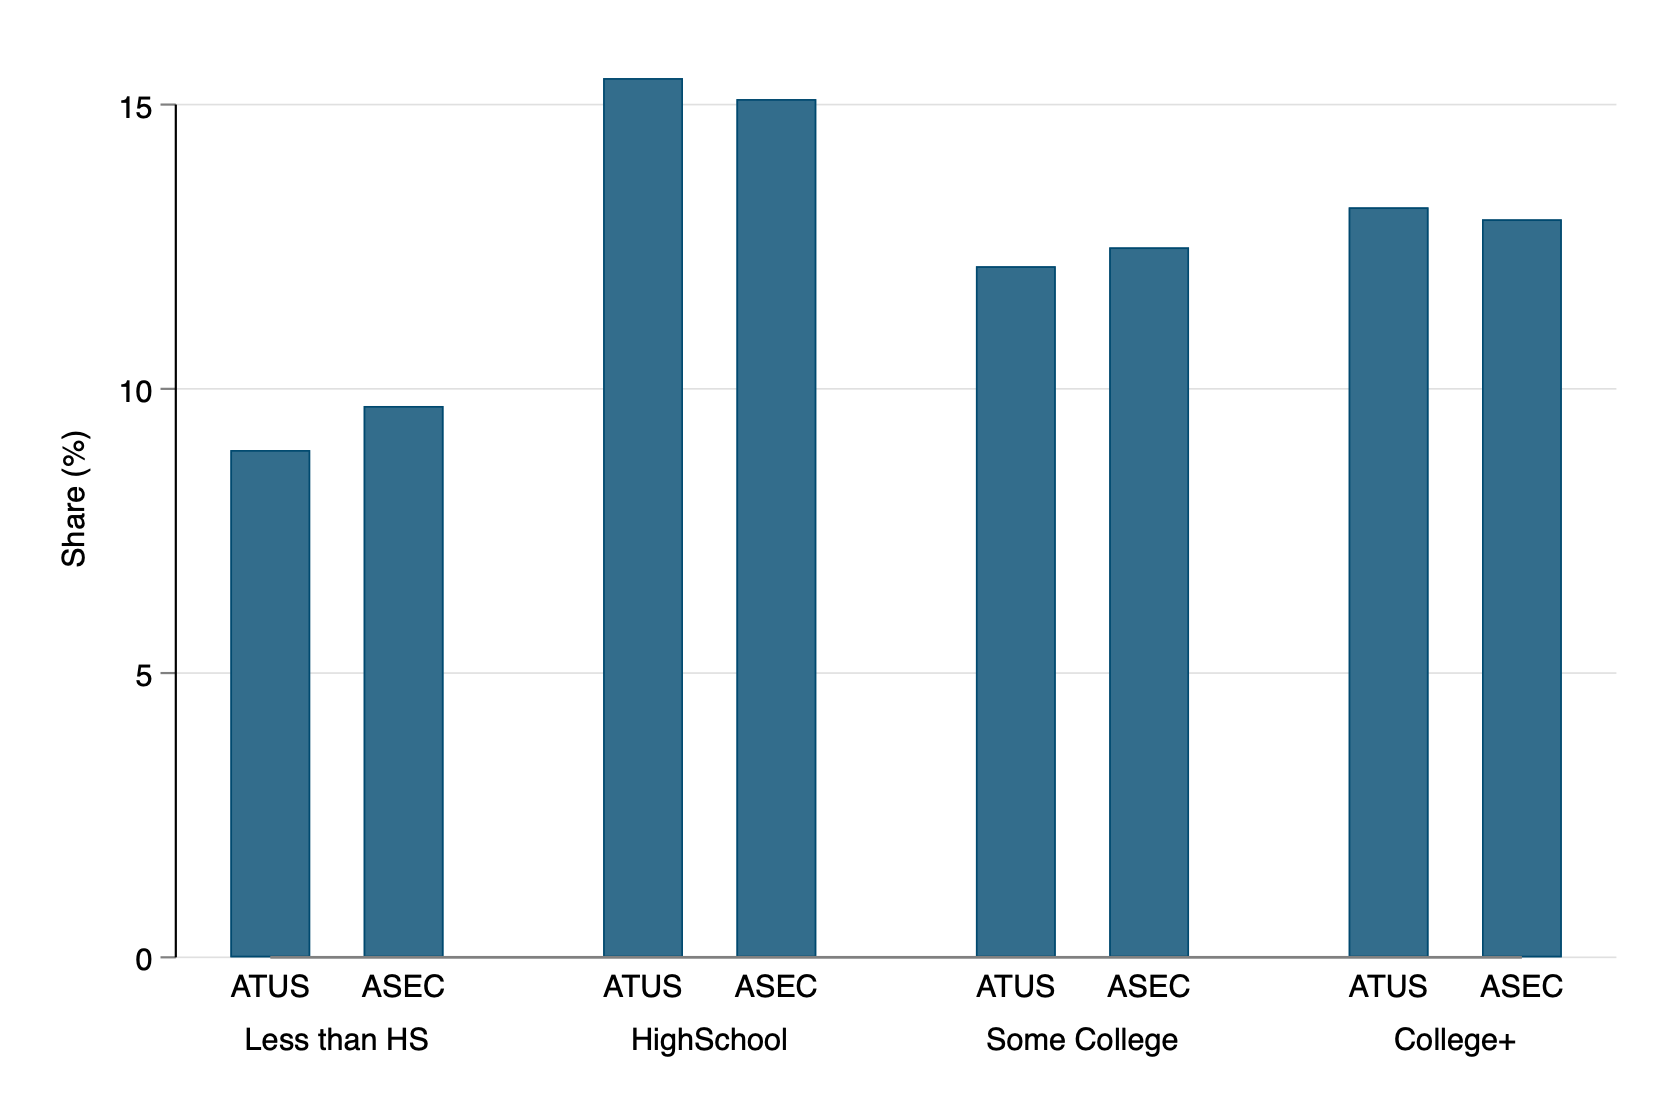 Share (%)
15
10
5
0
ATUS ASEC ATUS ASEC ATUS ASEC ATUS ASEC
Less than HS HighSchool Some College College+